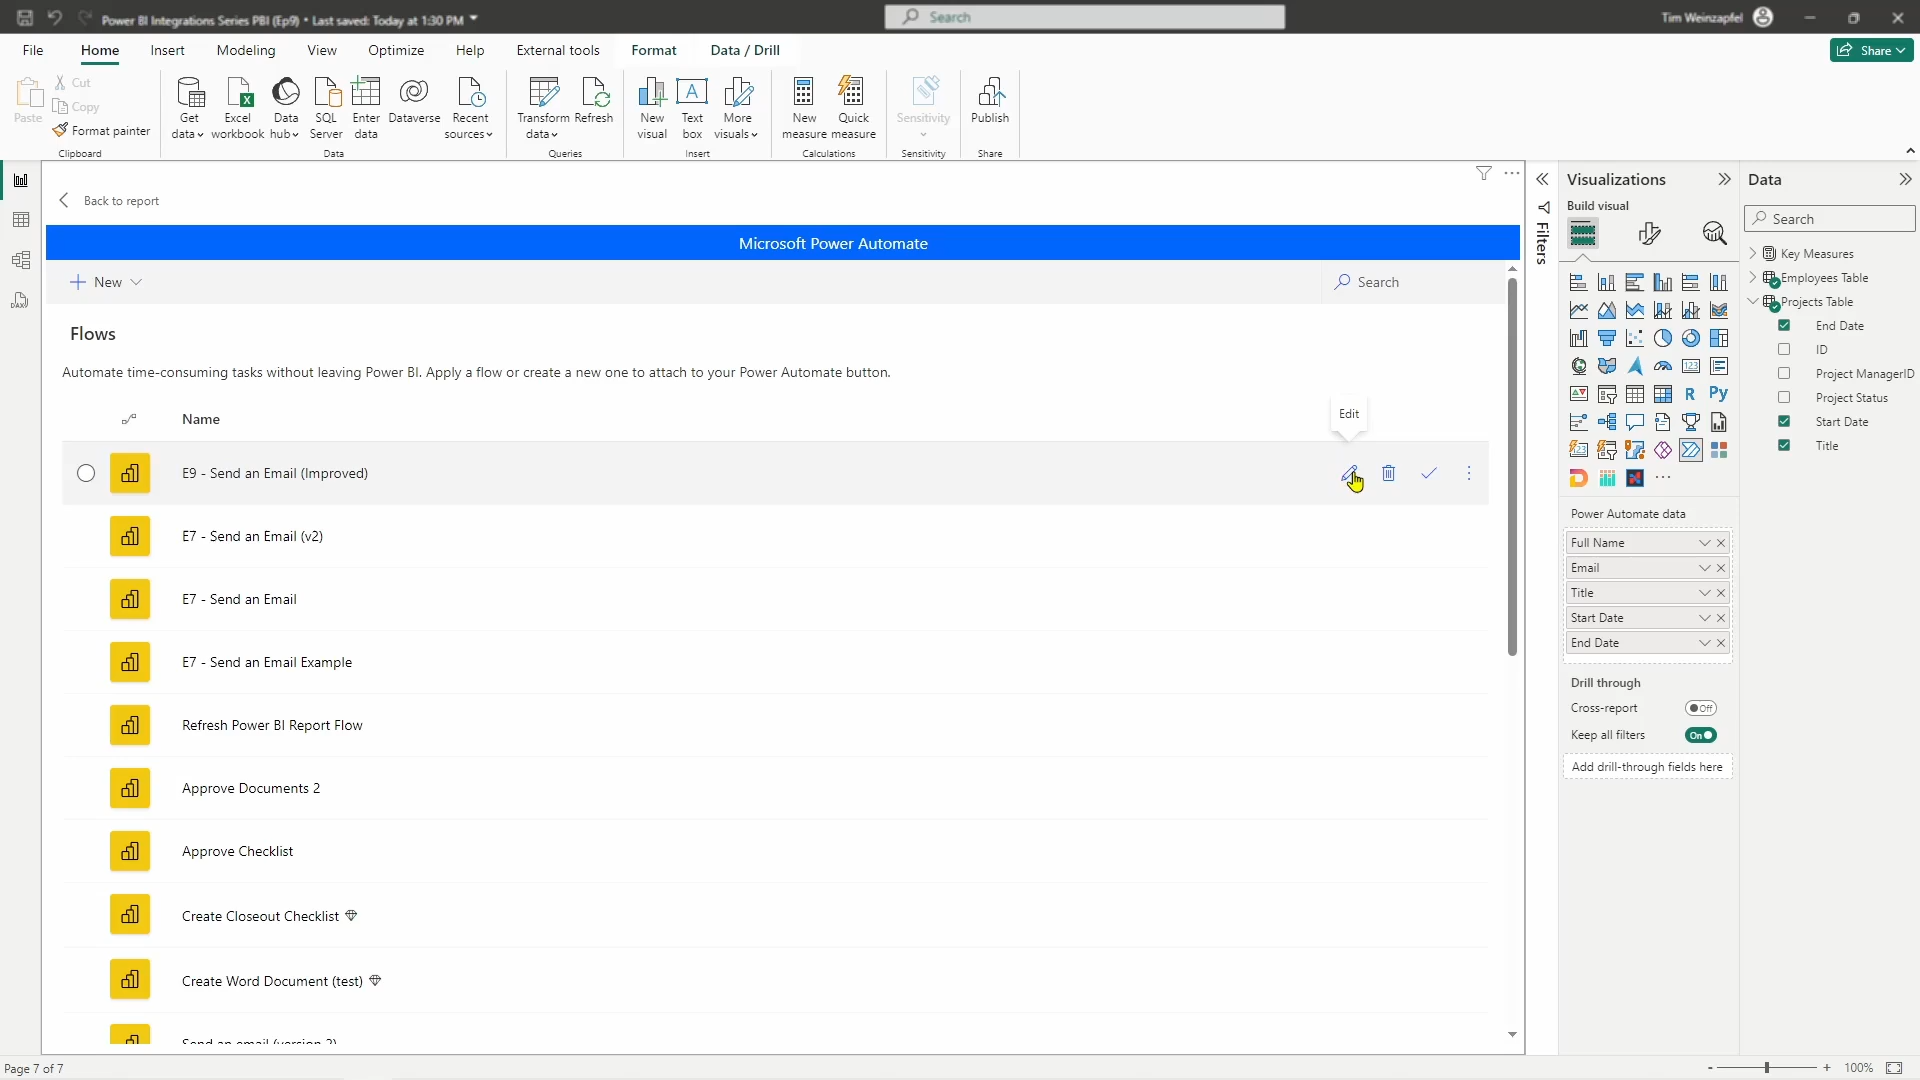 Power BI Integrations Series PBI (Ep9) • Last saved: Today at 1:30 PM
Search
Tim Weinzapfel
File
Home
Insert
Modeling
View
Optimize
Help
External tools
Format
Data / Drill
Share
Paste
Cut
Copy
Format painter
Clipboard
Get data
Excel workbook
Data hub
SQL Server
Enter data
Dataverse
Recent sources
Data
Transform data
Refresh
Queries
New visual
Text box
More visuals
Insert
New measure
Quick measure
Calculations
Sensitivity
Sensitivity
Publish
Share
Back to report
Microsoft Power Automate
New
Search
Flows
Automate time-consuming tasks without leaving Power BI. Apply a flow or create a new one to attach to your Power Automate button.
Name
Edit
E9 - Send an Email (Improved)
E7 - Send an Email (v2)
E7 - Send an Email
E7 - Send an Email Example
Refresh Power BI Report Flow
Approve Documents 2
Approve Checklist
Create Closeout Checklist
Create Word Document (test)
Send an email (version 2)
Filters
Visualizations
Build visual
123
R
Py
Power Automate data
Full Name
Email
Title
Start Date
End Date
Drill through
Cross-report
Off
Keep all filters
On
Add drill-through fields here
Data
Search
Key Measures
Employees Table
Projects Table
End Date
ID
Project ManagerID
Project Status
Start Date
Title
Page 7 of 7
- + 100%